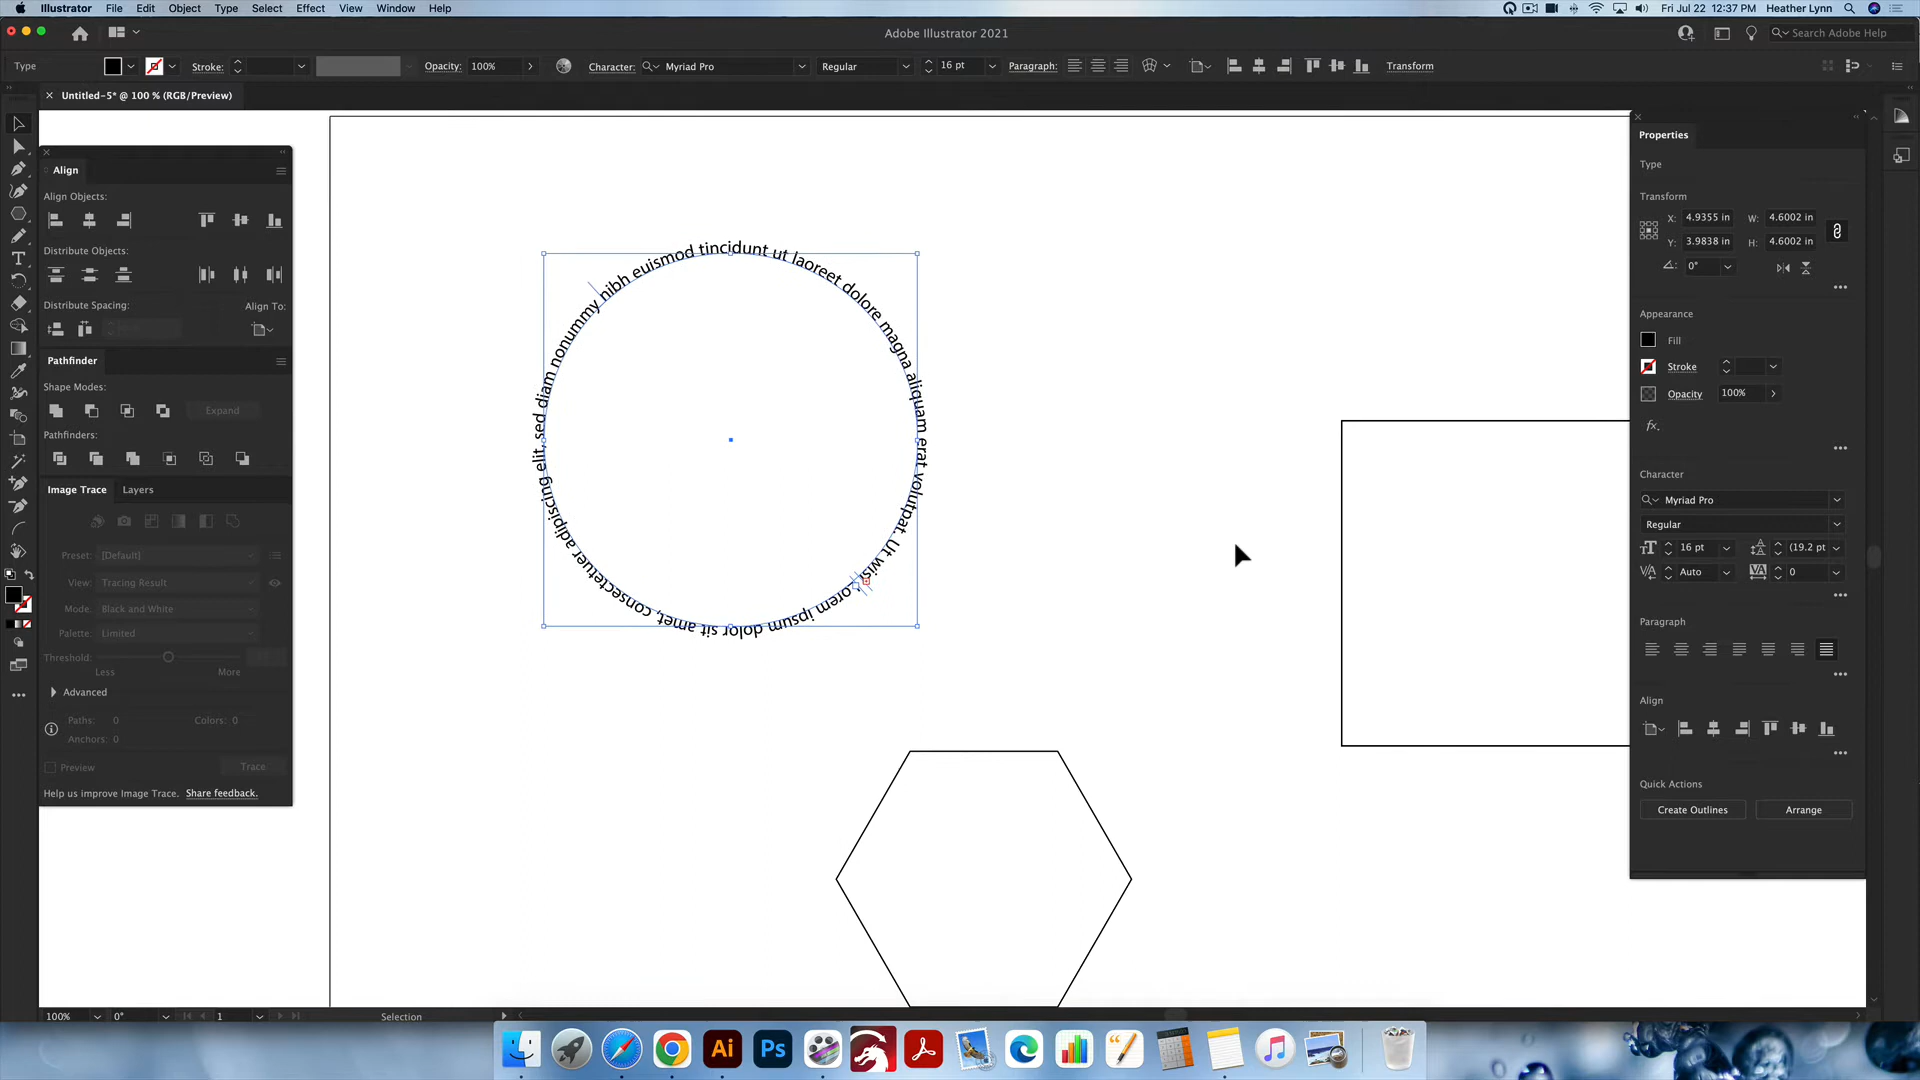 Illustrator File Edit Object Type Select Effect View Window Help
Fri Jul 22 12:37 PM Heather Lynn
Adobe Illustrator 2021
Search Adobe Help
Type Stroke: Opacity: 100% Character: Myriad Pro Regular 16 pt Paragraph: Transform
Untitled-5* @ 100 % (RGB/Preview)
Align
Align Objects:
Distribute Objects:
Distribute Spacing: Align To:
Pathfinder
Shape Modes:
Expand
Pathfinders:
Image Trace Layers
Preset: [Default]
View: Tracing Result
Mode: Black and White
Palette: Limited
Threshold:
Less More
Advanced
Paths: 0 Colors: 0
Anchors: 0
Preview Trace
Help us improve Image Trace. Share feedback.
Lorem ipsum dolor sit amet, consectetuer adipiscing elit, sed diam nonummy nibh euismod tincidunt ut laoreet dolore magna aliquam erat volutpat. Ut wisi
Properties
Type
Transform
X: 4.9355 in W: 4.6002 in
Y: 3.9838 in H: 4.6002 in
0°
Appearance
Fill
Stroke
Opacity 100%
fx.
Character
Myriad Pro
Regular
16 pt (19.2 pt
Auto 0
Paragraph
Align
Quick Actions
Create Outlines Arrange
100% 0° 1 Selection
Ai Ps